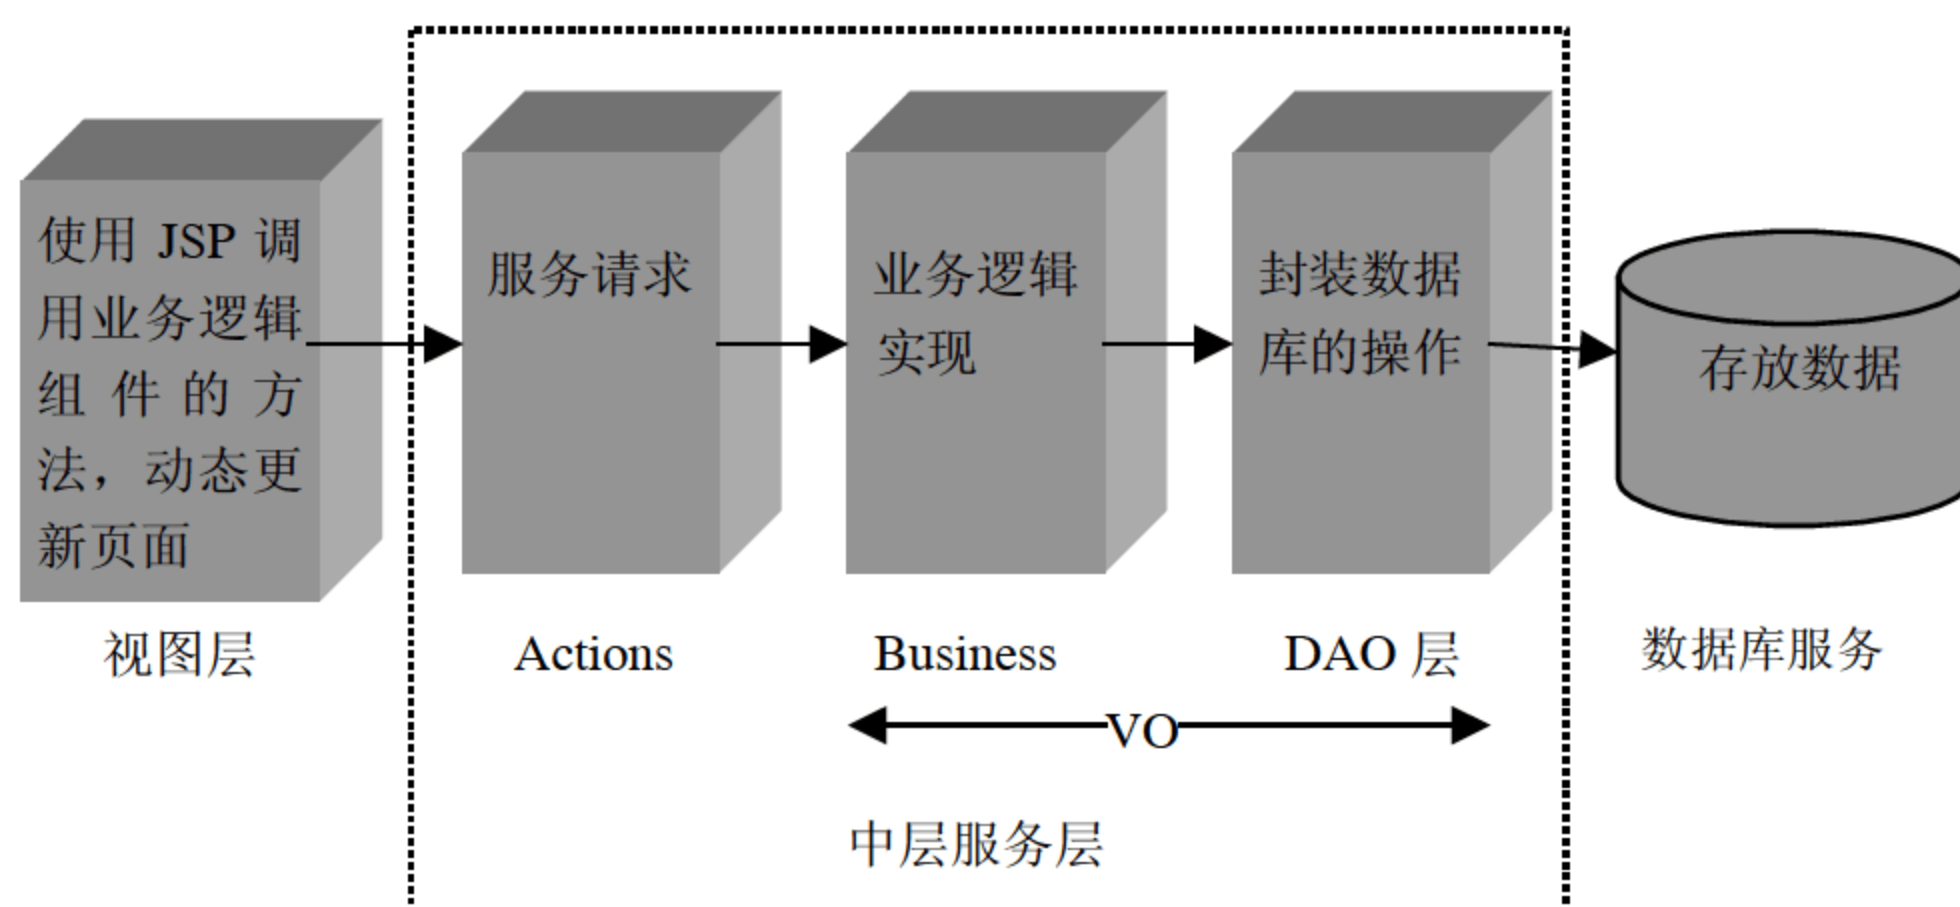 使用 JSP 调
用业务逻辑
组件的方
法，动态更
新页面
服务请求
业务逻辑
实现
封装数据
库的操作
存放数据
视图层
Actions
Business
DAO 层
数据库服务
VO
中层服务层